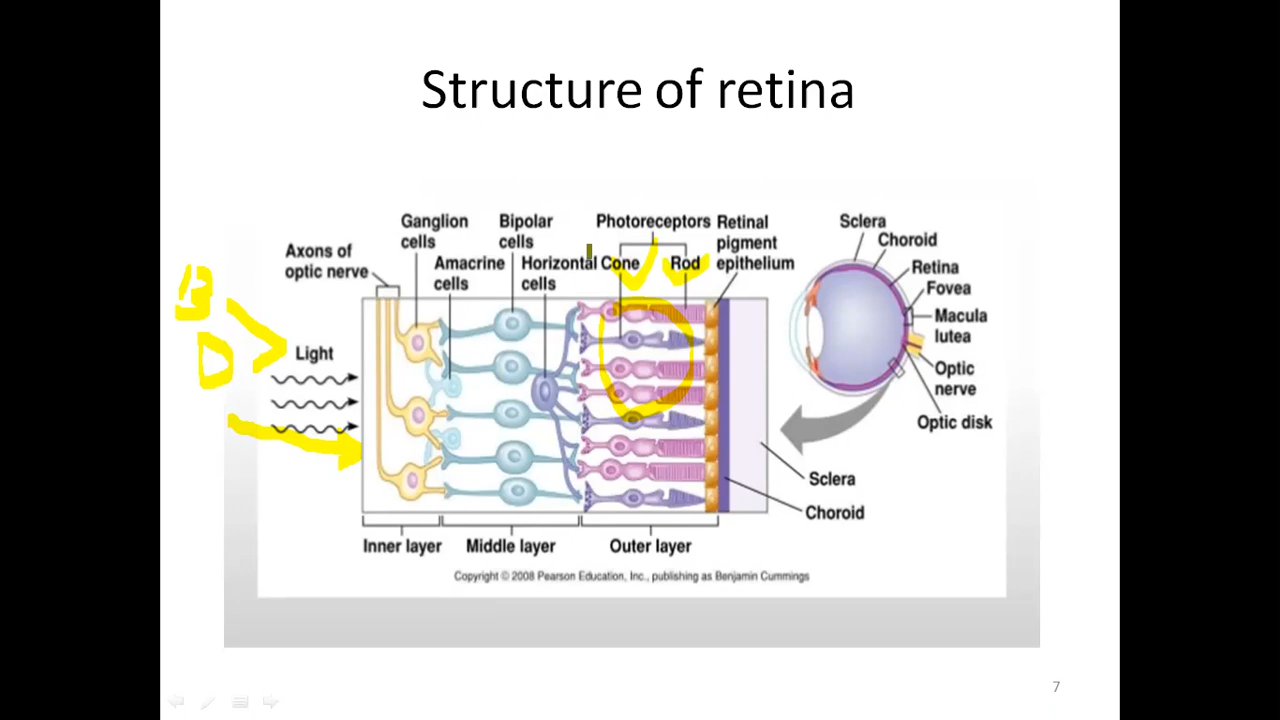 Structure of retina
Ganglion
cells
Bipolar
cells
Photoreceptors
Retinal
pigment
epithelium
Axons of
optic nerve
Amacrine
cells
Horizontal
cells
Cone
Rod
Sclera
Choroid
Retina
Fovea
Macula
lutea
Optic
nerve
Optic disk
B
D
Light
Sclera
Choroid
Inner layer
Middle layer
Outer layer
Copyright © 2008 Pearson Education, Inc., publishing as Benjamin Cummings
7